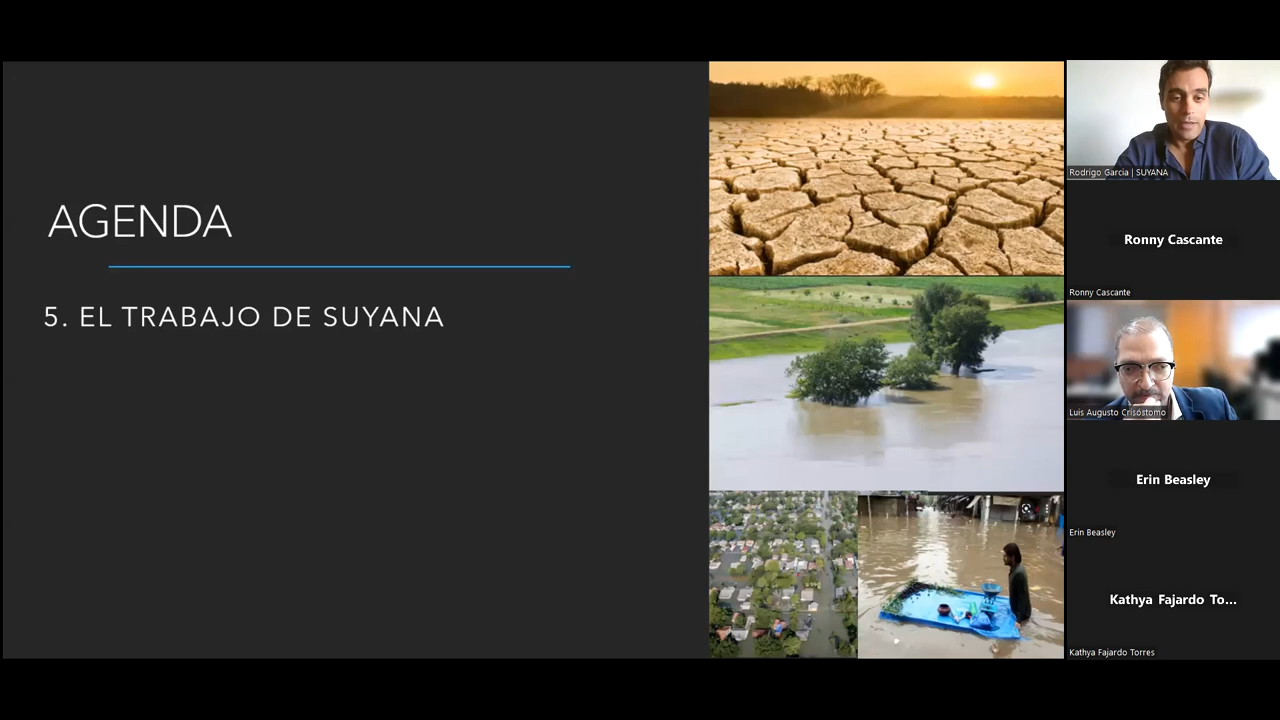 AGENDA
5. EL TRABAJO DE SUYANA
Rodrigo Garcia | SUYANA
Ronny Cascante
Ronny Cascante
Luis Augusto Crisóstomo
Erin Beasley
Erin Beasley
Kathya Fajardo To...
Kathya Fajardo Torres